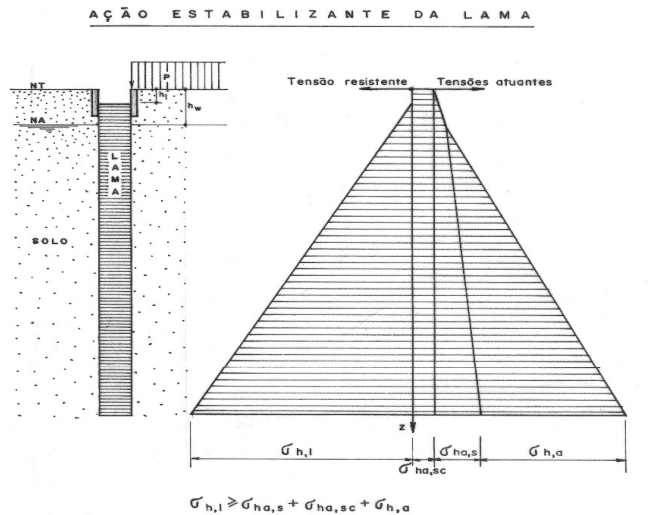 AÇÃO ESTABILIZANTE DA LAMA
P
NT
h₁
hw
NA
LAMA
SOLO
Tensão resistente
Tensões atuantes
z
σh,l
σha,sc
σha,s
σh,a
σh,l ≥ σha,s + σha,sc + σh,a